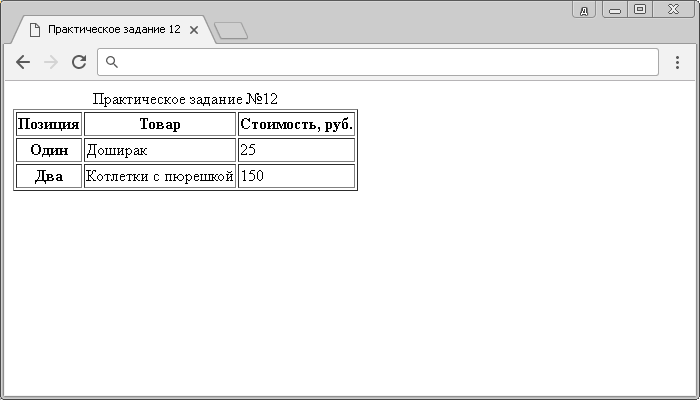 д
Практическое задание 12
Практическое задание №12
Позиция Товар Стоимость, руб.
Один Доширак 25
Два Котлетки с пюрешкой 150